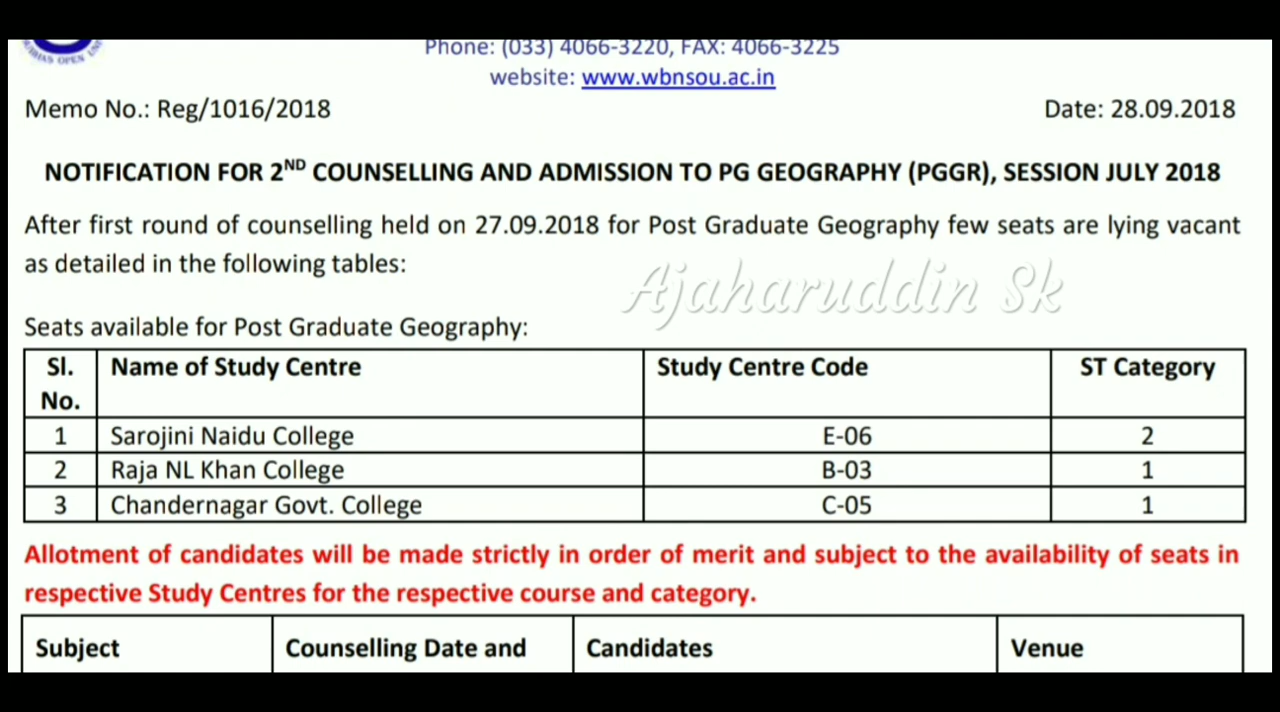 Phone: (033) 4066-3220, FAX: 4066-3225
website: www.wbnsou.ac.in
Memo No.: Reg/1016/2018 Date: 28.09.2018
NOTIFICATION FOR 2ND COUNSELLING AND ADMISSION TO PG GEOGRAPHY (PGGR), SESSION JULY 2018
After first round of counselling held on 27.09.2018 for Post Graduate Geography few seats are lying vacant
as detailed in the following tables:
Ajaharuddin Sk
Seats available for Post Graduate Geography:
Sl. No. Name of Study Centre Study Centre Code ST Category
1 Sarojini Naidu College E-06 2
2 Raja NL Khan College B-03 1
3 Chandernagar Govt. College C-05 1
Allotment of candidates will be made strictly in order of merit and subject to the availability of seats in
respective Study Centres for the respective course and category.
Subject Counselling Date and Candidates Venue